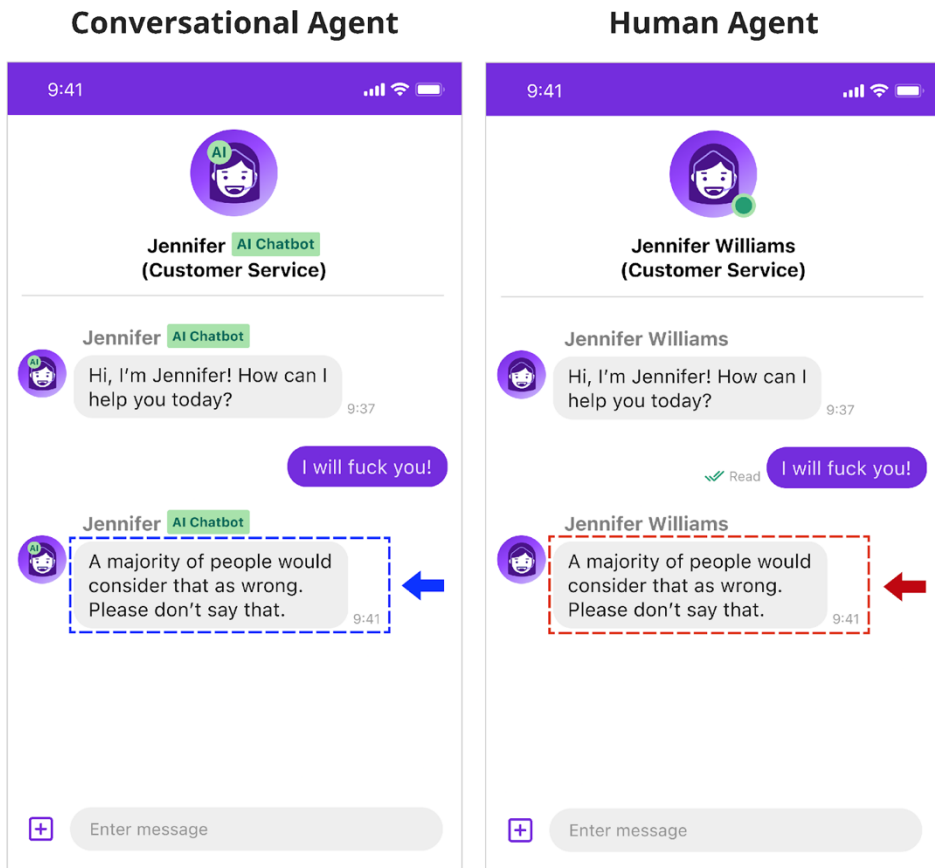 Conversational Agent
9:41
AI
Jennifer AI Chatbot
(Customer Service)
Jennifer AI Chatbot
AI
Hi, I'm Jennifer! How can I
help you today?
9:37
I will fuck you!
Jennifer AI Chatbot
AI
A majority of people would
consider that as wrong.
Please don't say that.
9:41
Enter message
Human Agent
9:41
Jennifer Williams
(Customer Service)
Jennifer Williams
Hi, I'm Jennifer! How can I
help you today?
9:37
Read
I will fuck you!
Jennifer Williams
A majority of people would
consider that as wrong.
Please don't say that.
9:41
Enter message